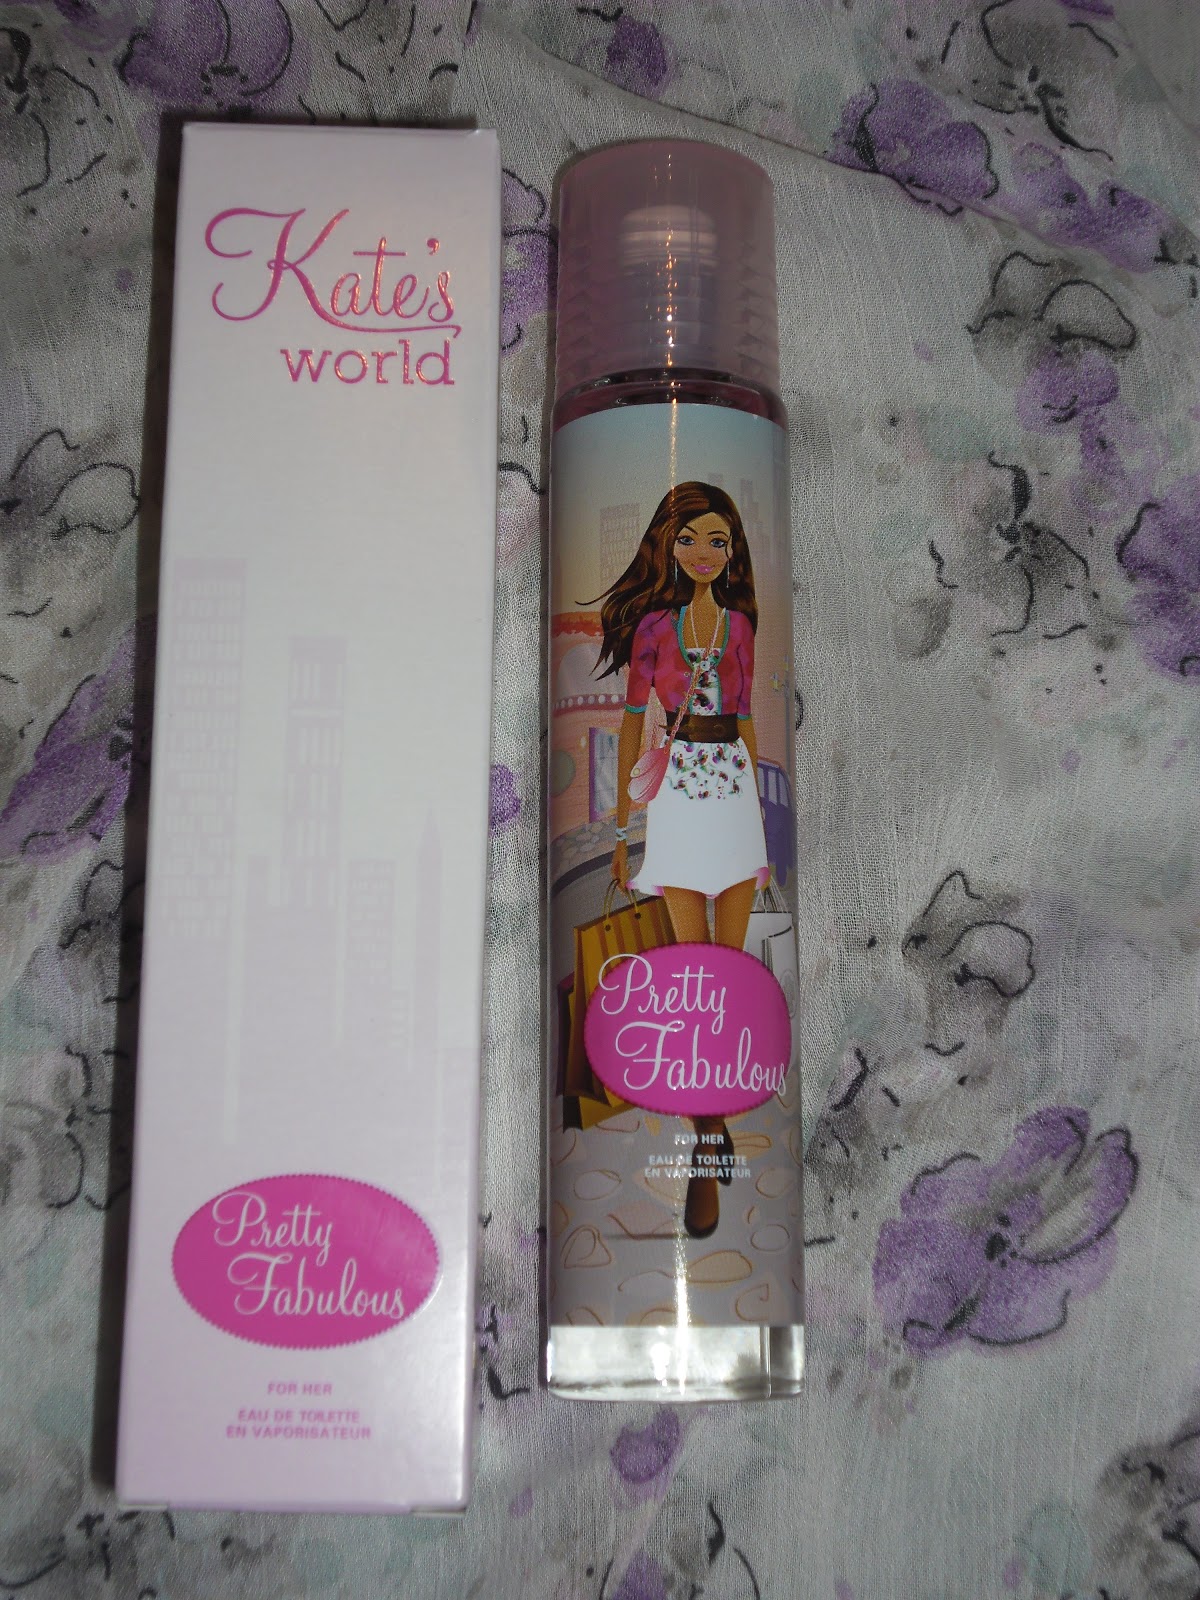 Kate's
world
Pretty
Fabulous
FOR HER
EAU DE TOILETTE
EN VAPORISATEUR
Pretty
Fabulous
FOR HER
EAU DE TOILETTE
EN VAPORISATEUR